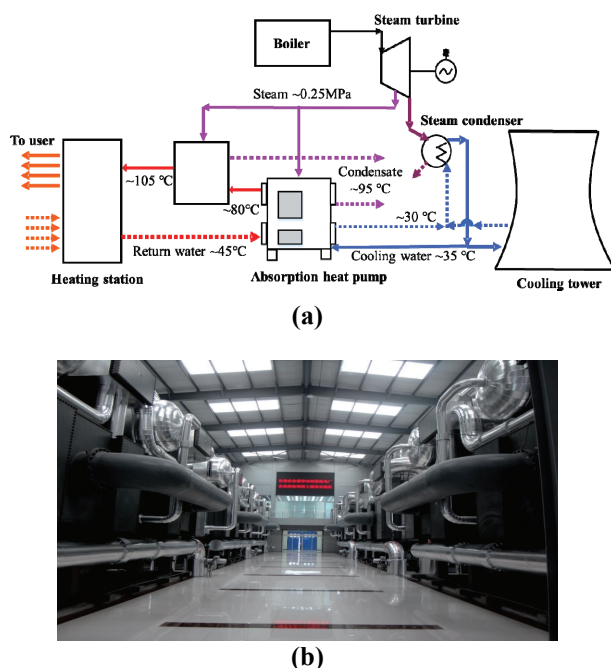 Steam turbine
Boiler
Steam ~0.25MPa
Steam condenser
To user
Condensate
~95 °C
~105 °C
~80°C
~30 °C
Return water ~45°C
Cooling water ~35 °C
Heating station
Absorption heat pump
Cooling tower
(a)
(b)